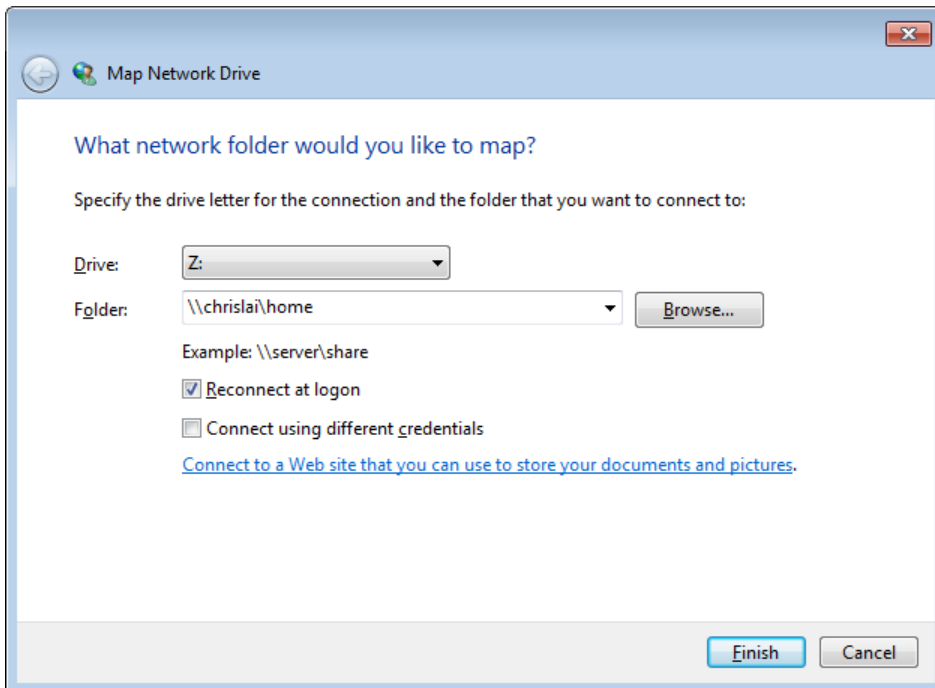 Map Network Drive
What network folder would you like to map?
Specify the drive letter for the connection and the folder that you want to connect to:
Drive: Z:
Folder: \\chrislai\home Browse...
Example: \\server\share
Reconnect at logon
Connect using different credentials
Connect to a Web site that you can use to store your documents and pictures.
Finish Cancel